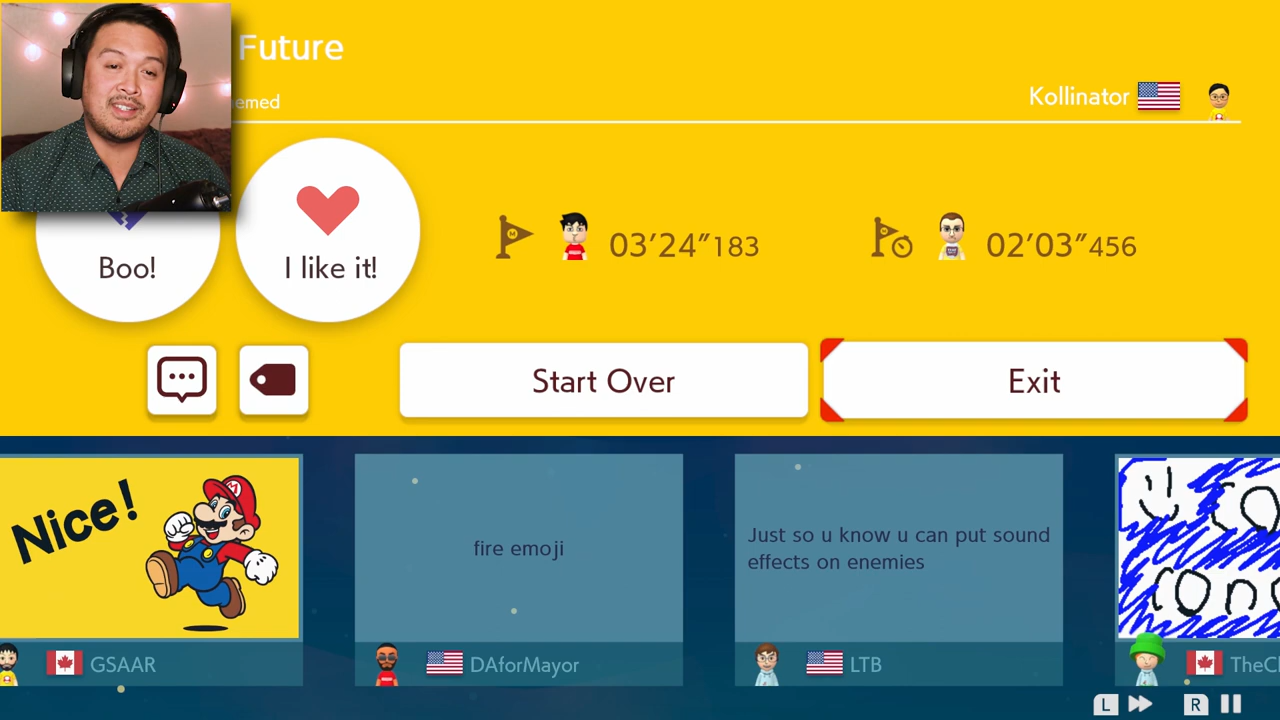 Future
emed
Kollinator
M
Boo!
I like it!
03’24”183
M
02’03”456
Start Over
Exit
Nice!
M
fire emoji
Just so u know u can put sound
effects on enemies
GSAAR
DAforMayor
LTB
L
R